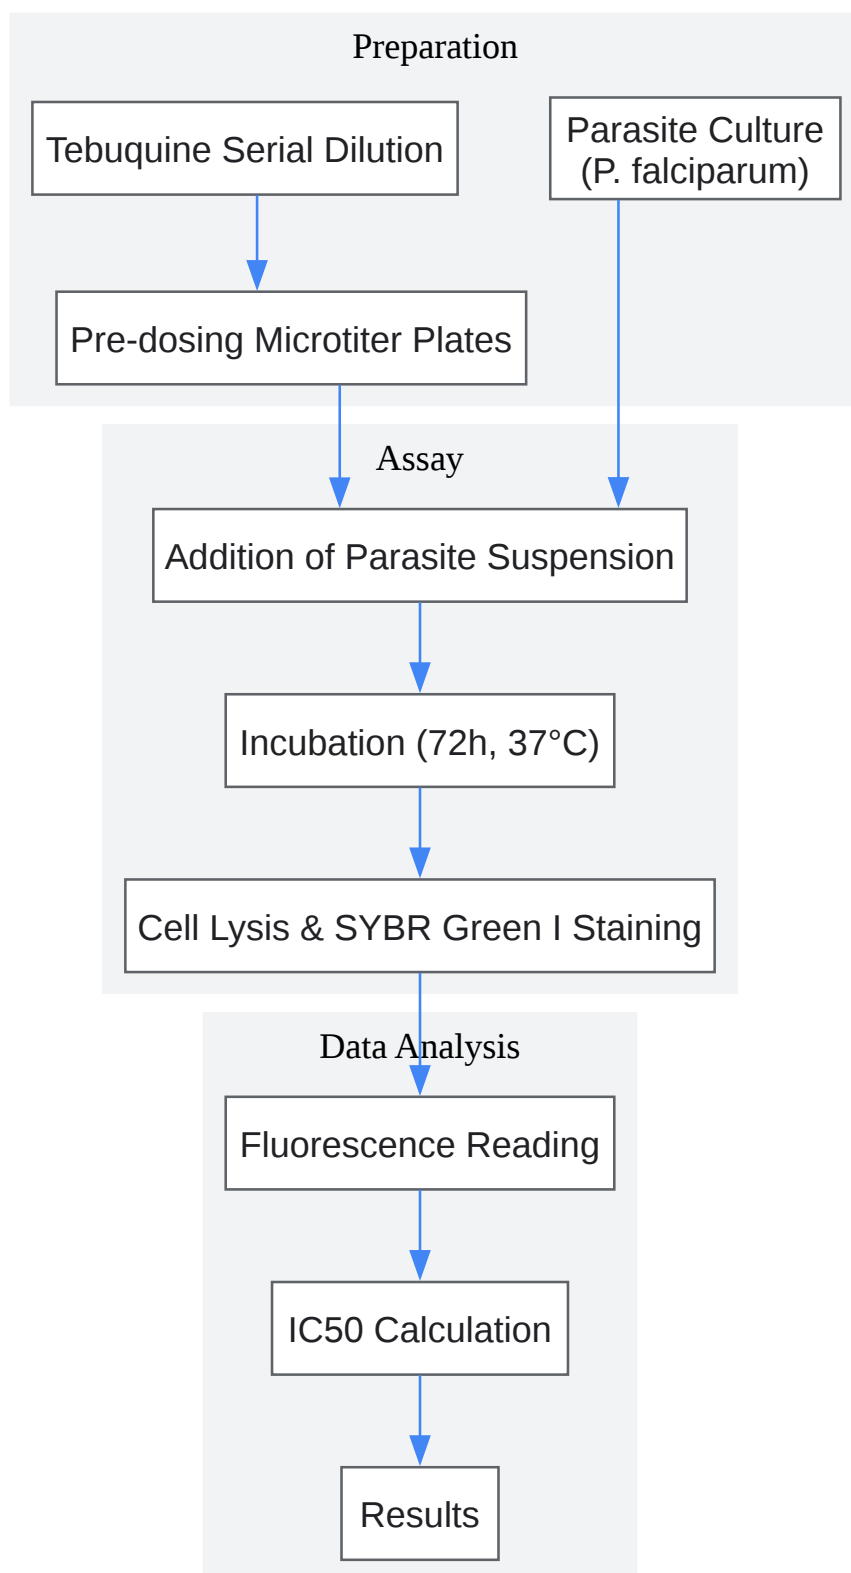 Preparation
Tebuquine Serial Dilution
Parasite Culture
(P. falciparum)
Pre-dosing Microtiter Plates
Assay
Addition of Parasite Suspension
Incubation (72h, 37°C)
Cell Lysis & SYBR Green I Staining
Data Analysis
Fluorescence Reading
IC50 Calculation
Results